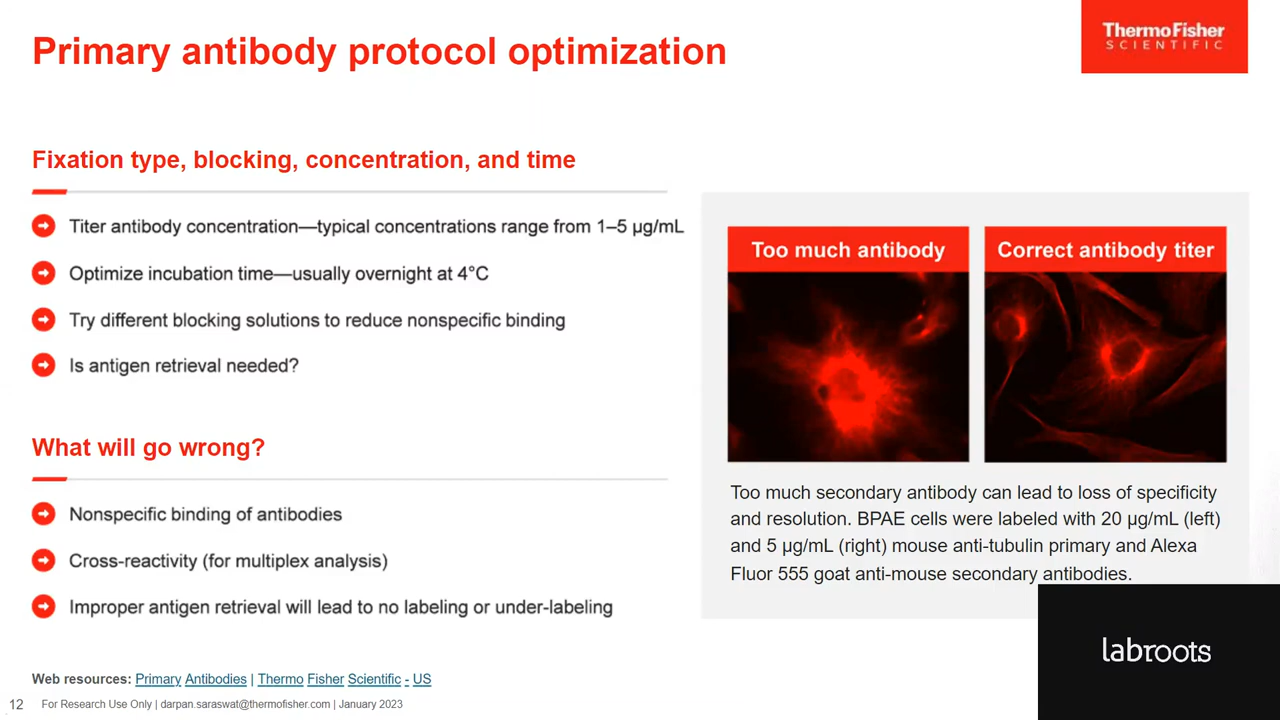 Primary antibody protocol optimization
ThermoFisher
SCIENTIFIC
Fixation type, blocking, concentration, and time
Titer antibody concentration—typical concentrations range from 1–5 µg/mL
Optimize incubation time—usually overnight at 4°C
Try different blocking solutions to reduce nonspecific binding
Is antigen retrieval needed?
What will go wrong?
Nonspecific binding of antibodies
Cross-reactivity (for multiplex analysis)
Improper antigen retrieval will lead to no labeling or under-labeling
Too much antibody
Correct antibody titer
Too much secondary antibody can lead to loss of specificity
and resolution. BPAE cells were labeled with 20 µg/mL (left)
and 5 µg/mL (right) mouse anti-tubulin primary and Alexa
Fluor 555 goat anti-mouse secondary antibodies.
labroots
Web resources: Primary Antibodies | Thermo Fisher Scientific - US
12 For Research Use Only | darpan.saraswat@thermofisher.com | January 2023